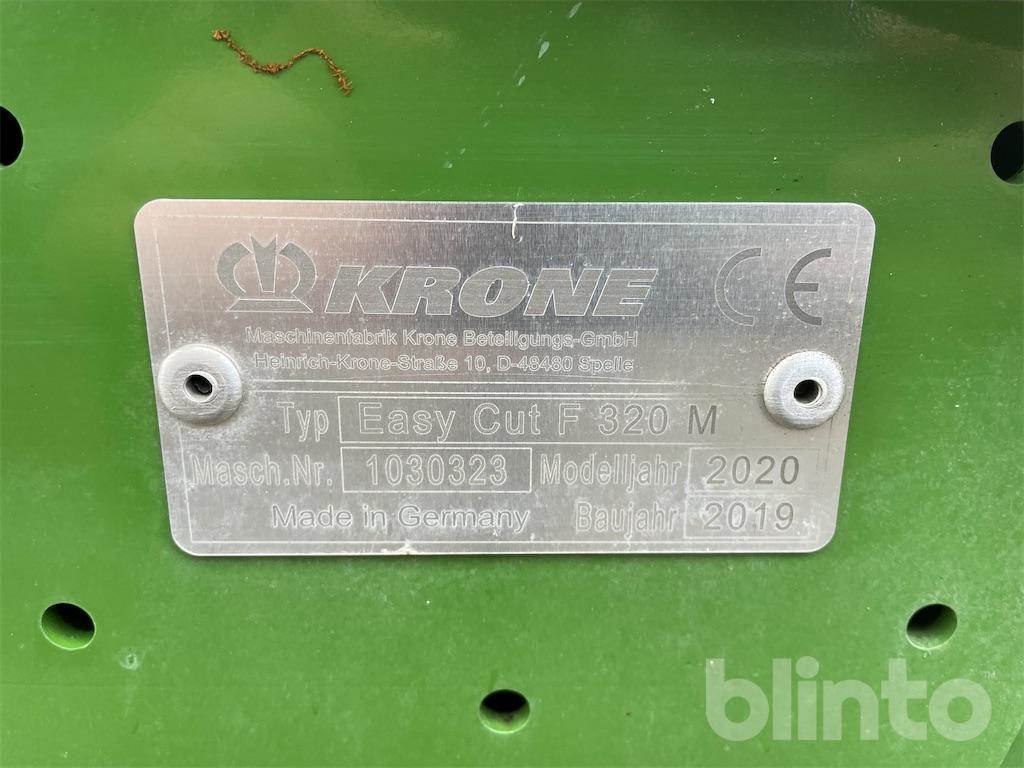 KRONE CE
Maschinenfabrik Krone Beteiligungs-GmbH
Heinrich-Krone-Straße 10, D-48480 Spelle
Typ Easy Cut F 320 M
Masch.Nr. 1030323 Modelljahr 2020
Made in Germany Baujahr 2019
blinto